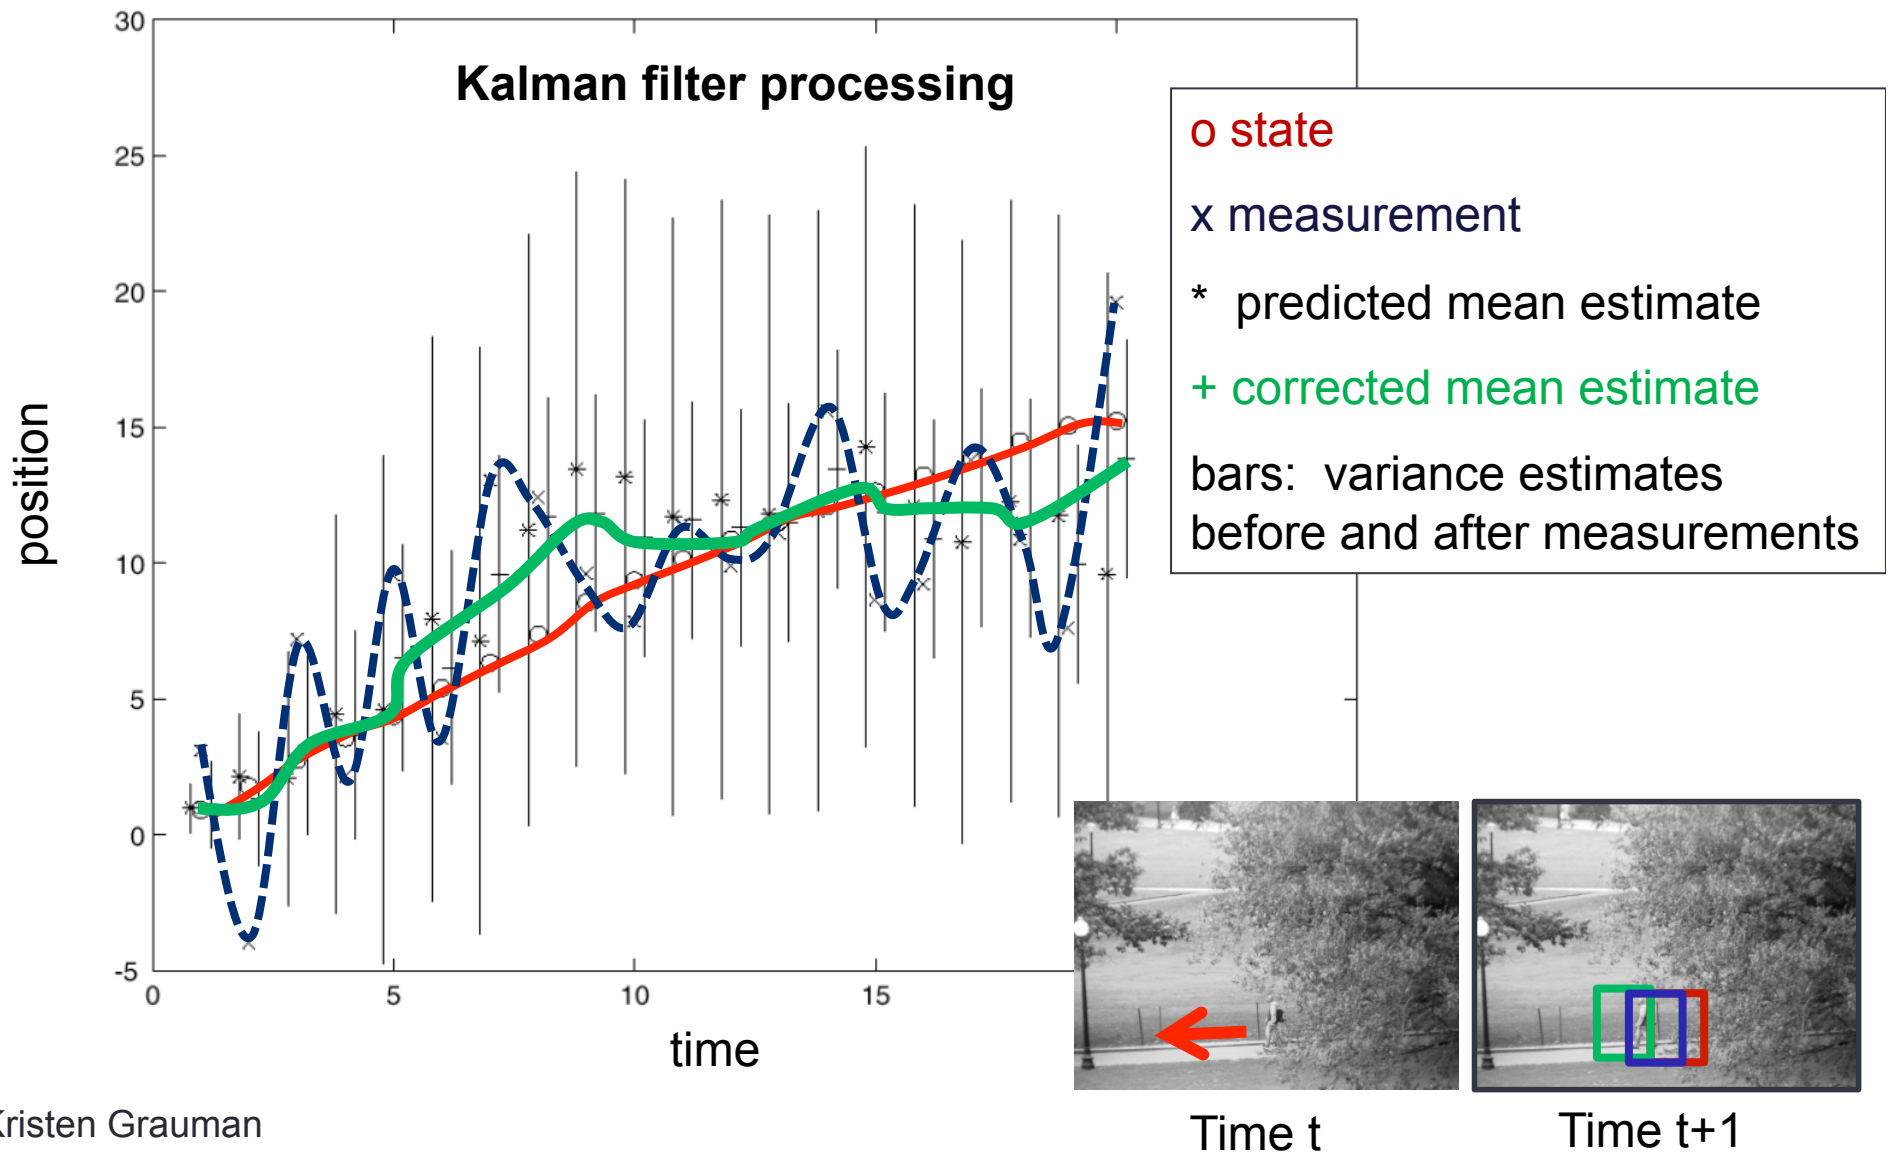 Kalman filter processing
30
25
20
15
10
5
0
-5
0
5
10
15
position
time
o state
x measurement
* predicted mean estimate
+ corrected mean estimate
bars: variance estimates
before and after measurements
Time t
Time t+1
Kristen Grauman